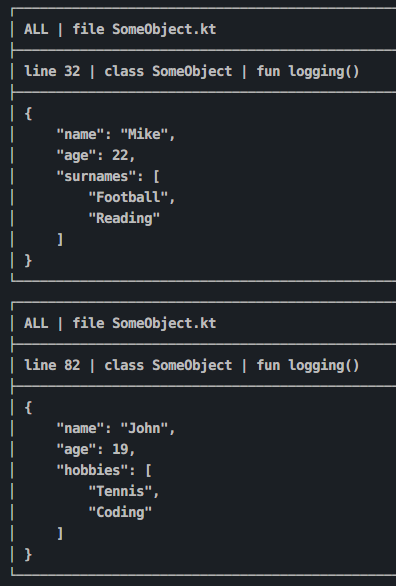 ALL | file SomeObject.kt
line 32 | class SomeObject | fun logging()
{
    "name": "Mike",
    "age": 22,
    "surnames": [
        "Football",
        "Reading"
    ]
}
ALL | file SomeObject.kt
line 82 | class SomeObject | fun logging()
{
    "name": "John",
    "age": 19,
    "hobbies": [
        "Tennis",
        "Coding"
    ]
}